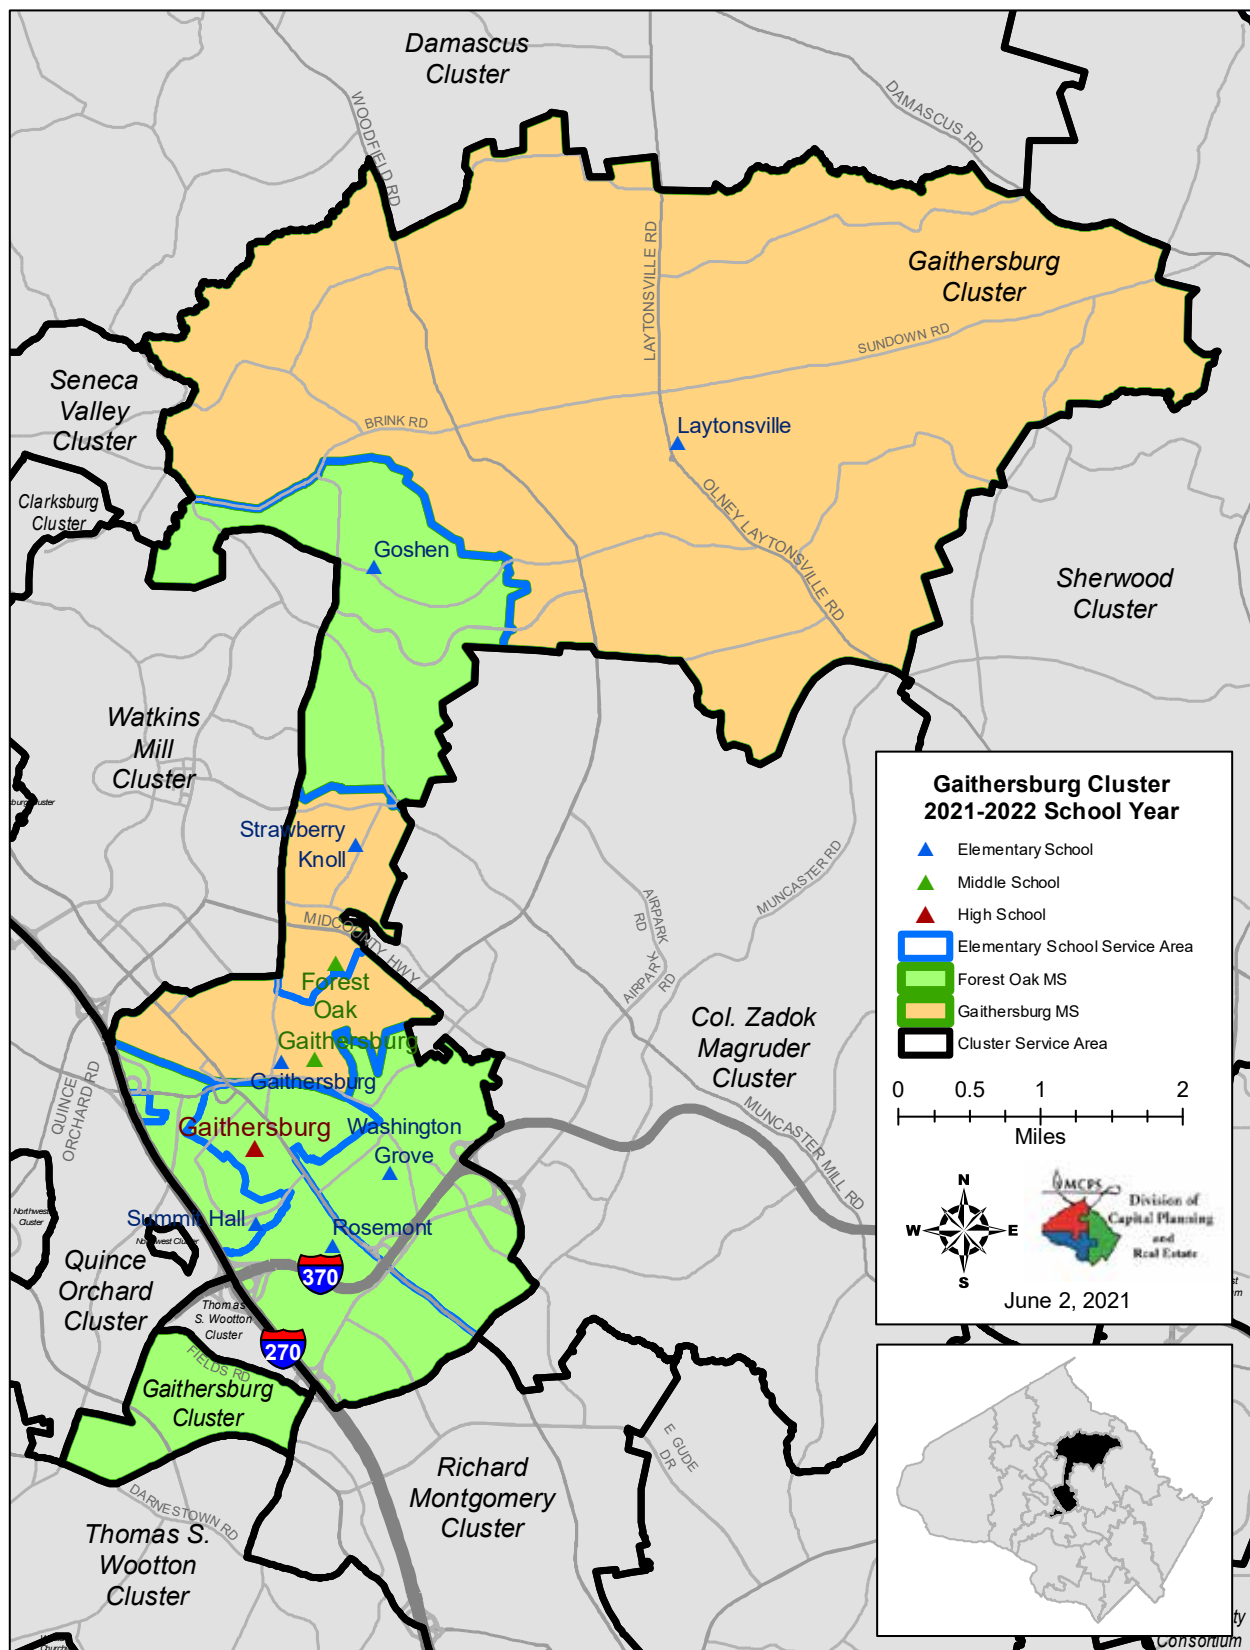 Damascus
Cluster
WOODFIELD RD
DAMASCUS RD
LAYTONSVILLE RD
Gaithersburg
Cluster
SUNDOWN RD
Seneca
Valley
Cluster
BRINK RD
Laytonsville
Clarksburg
Cluster
OLNEY LAYTONSVILLE RD
Goshen
Sherwood
Cluster
Watkins
Mill
Cluster
Strawberry
Knoll
MUNCASTER RD
AIRPARK
RD
MIDCOUNTY HWY
AIRPARK RD
Forest
Oak
Gaithersburg
Gaithersburg
Col. Zadok
Magruder
Cluster
QUINCE
ORCHARD RD
Gaithersburg
Washington
Grove
MUNCASTER MILL RD
Summit Hall
Rosemont
Northwest
Cluster
Northwest Cluster
Quince
Orchard
Cluster
370
Thomas
S. Wootton
Cluster
270
FIELDS RD
Gaithersburg
Cluster
E GUDE
DR
Richard
Montgomery
Cluster
DARNESTOWN RD
Thomas S.
Wootton
Cluster
Gaithersburg Cluster
2021-2022 School Year
Elementary School
Middle School
High School
Elementary School Service Area
Forest Oak MS
Gaithersburg MS
Cluster Service Area
0 0.5 1 2
Miles
N
W E
S
MCPS
Division of
Capital Planning
and
Real Estate
June 2, 2021
Consortium